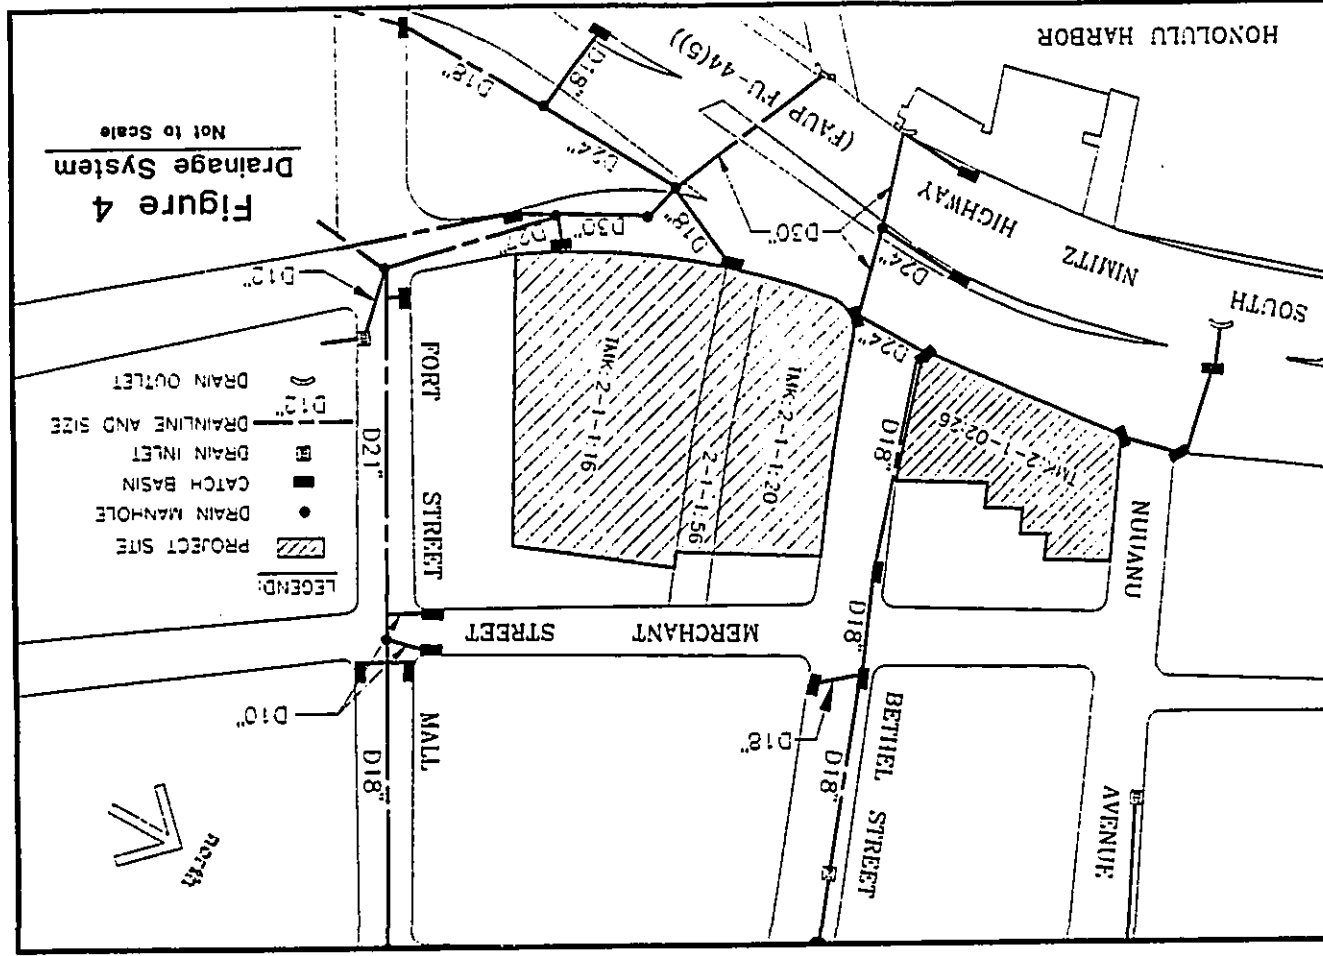 HONOLULU HARBOR
(FAUP FU-44(5))
SOUTH NIMITZ HIGHWAY
Figure 4
Drainage System
Not to Scale
D18"
D18"
D24"
D18"
D30"
D27"
D30"
D24"
D24"
D12"
LEGEND:
PROJECT SITE
DRAIN MANHOLE
CATCH BASIN
DRAIN INLET
DRAINLINE AND SIZE
D12"
DRAIN OUTLET
D21"
FORT STREET MALL
TMK: 2-1-1:16
2-1-1:56
TMK: 2-1-1:20
TMK: 2-1-02:26
D18"
D18"
MERCHANT STREET
D10"
D18"
D18"
D18"
BETHEL STREET
NUUANU AVENUE
north